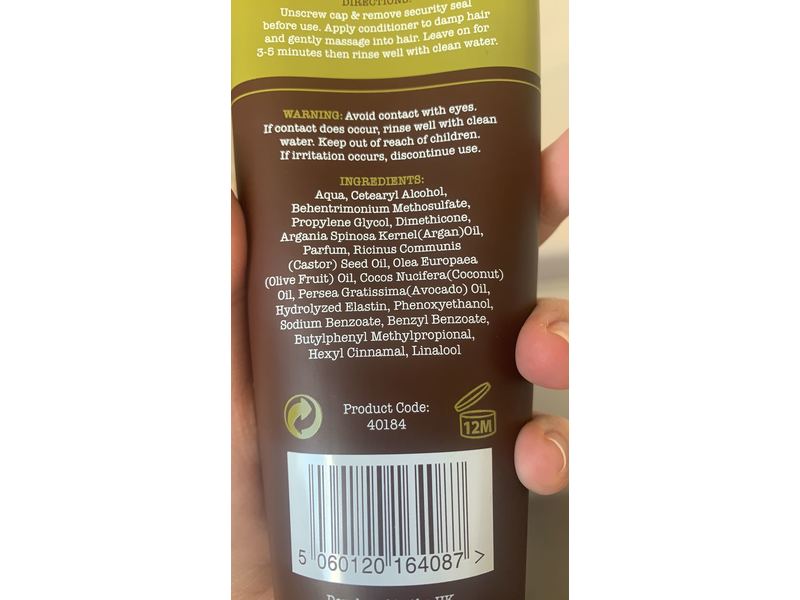 DIRECTIONS:
Unscrew cap & remove security seal
before use. Apply conditioner to damp hair
and gently massage into hair. Leave on for
3-5 minutes then rinse well with clean water.
WARNING: Avoid contact with eyes.
If contact does occur, rinse well with clean
water. Keep out of reach of children.
If irritation occurs, discontinue use.
INGREDIENTS:
Aqua, Cetearyl Alcohol,
Behentrimonium Methosulfate,
Propylene Glycol, Dimethicone,
Argania Spinosa Kernel(Argan)Oil,
Parfum, Ricinus Communis
(Castor) Seed Oil, Olea Europaea
(Olive Fruit) Oil, Cocos Nucifera(Coconut)
Oil, Persea Gratissima(Avocado) Oil,
Hydrolyzed Elastin, Phenoxyethanol,
Sodium Benzoate, Benzyl Benzoate,
Butylphenyl Methylpropional,
Hexyl Cinnamal, Linalool
Product Code:
40184
12M
5 060120 164087 >